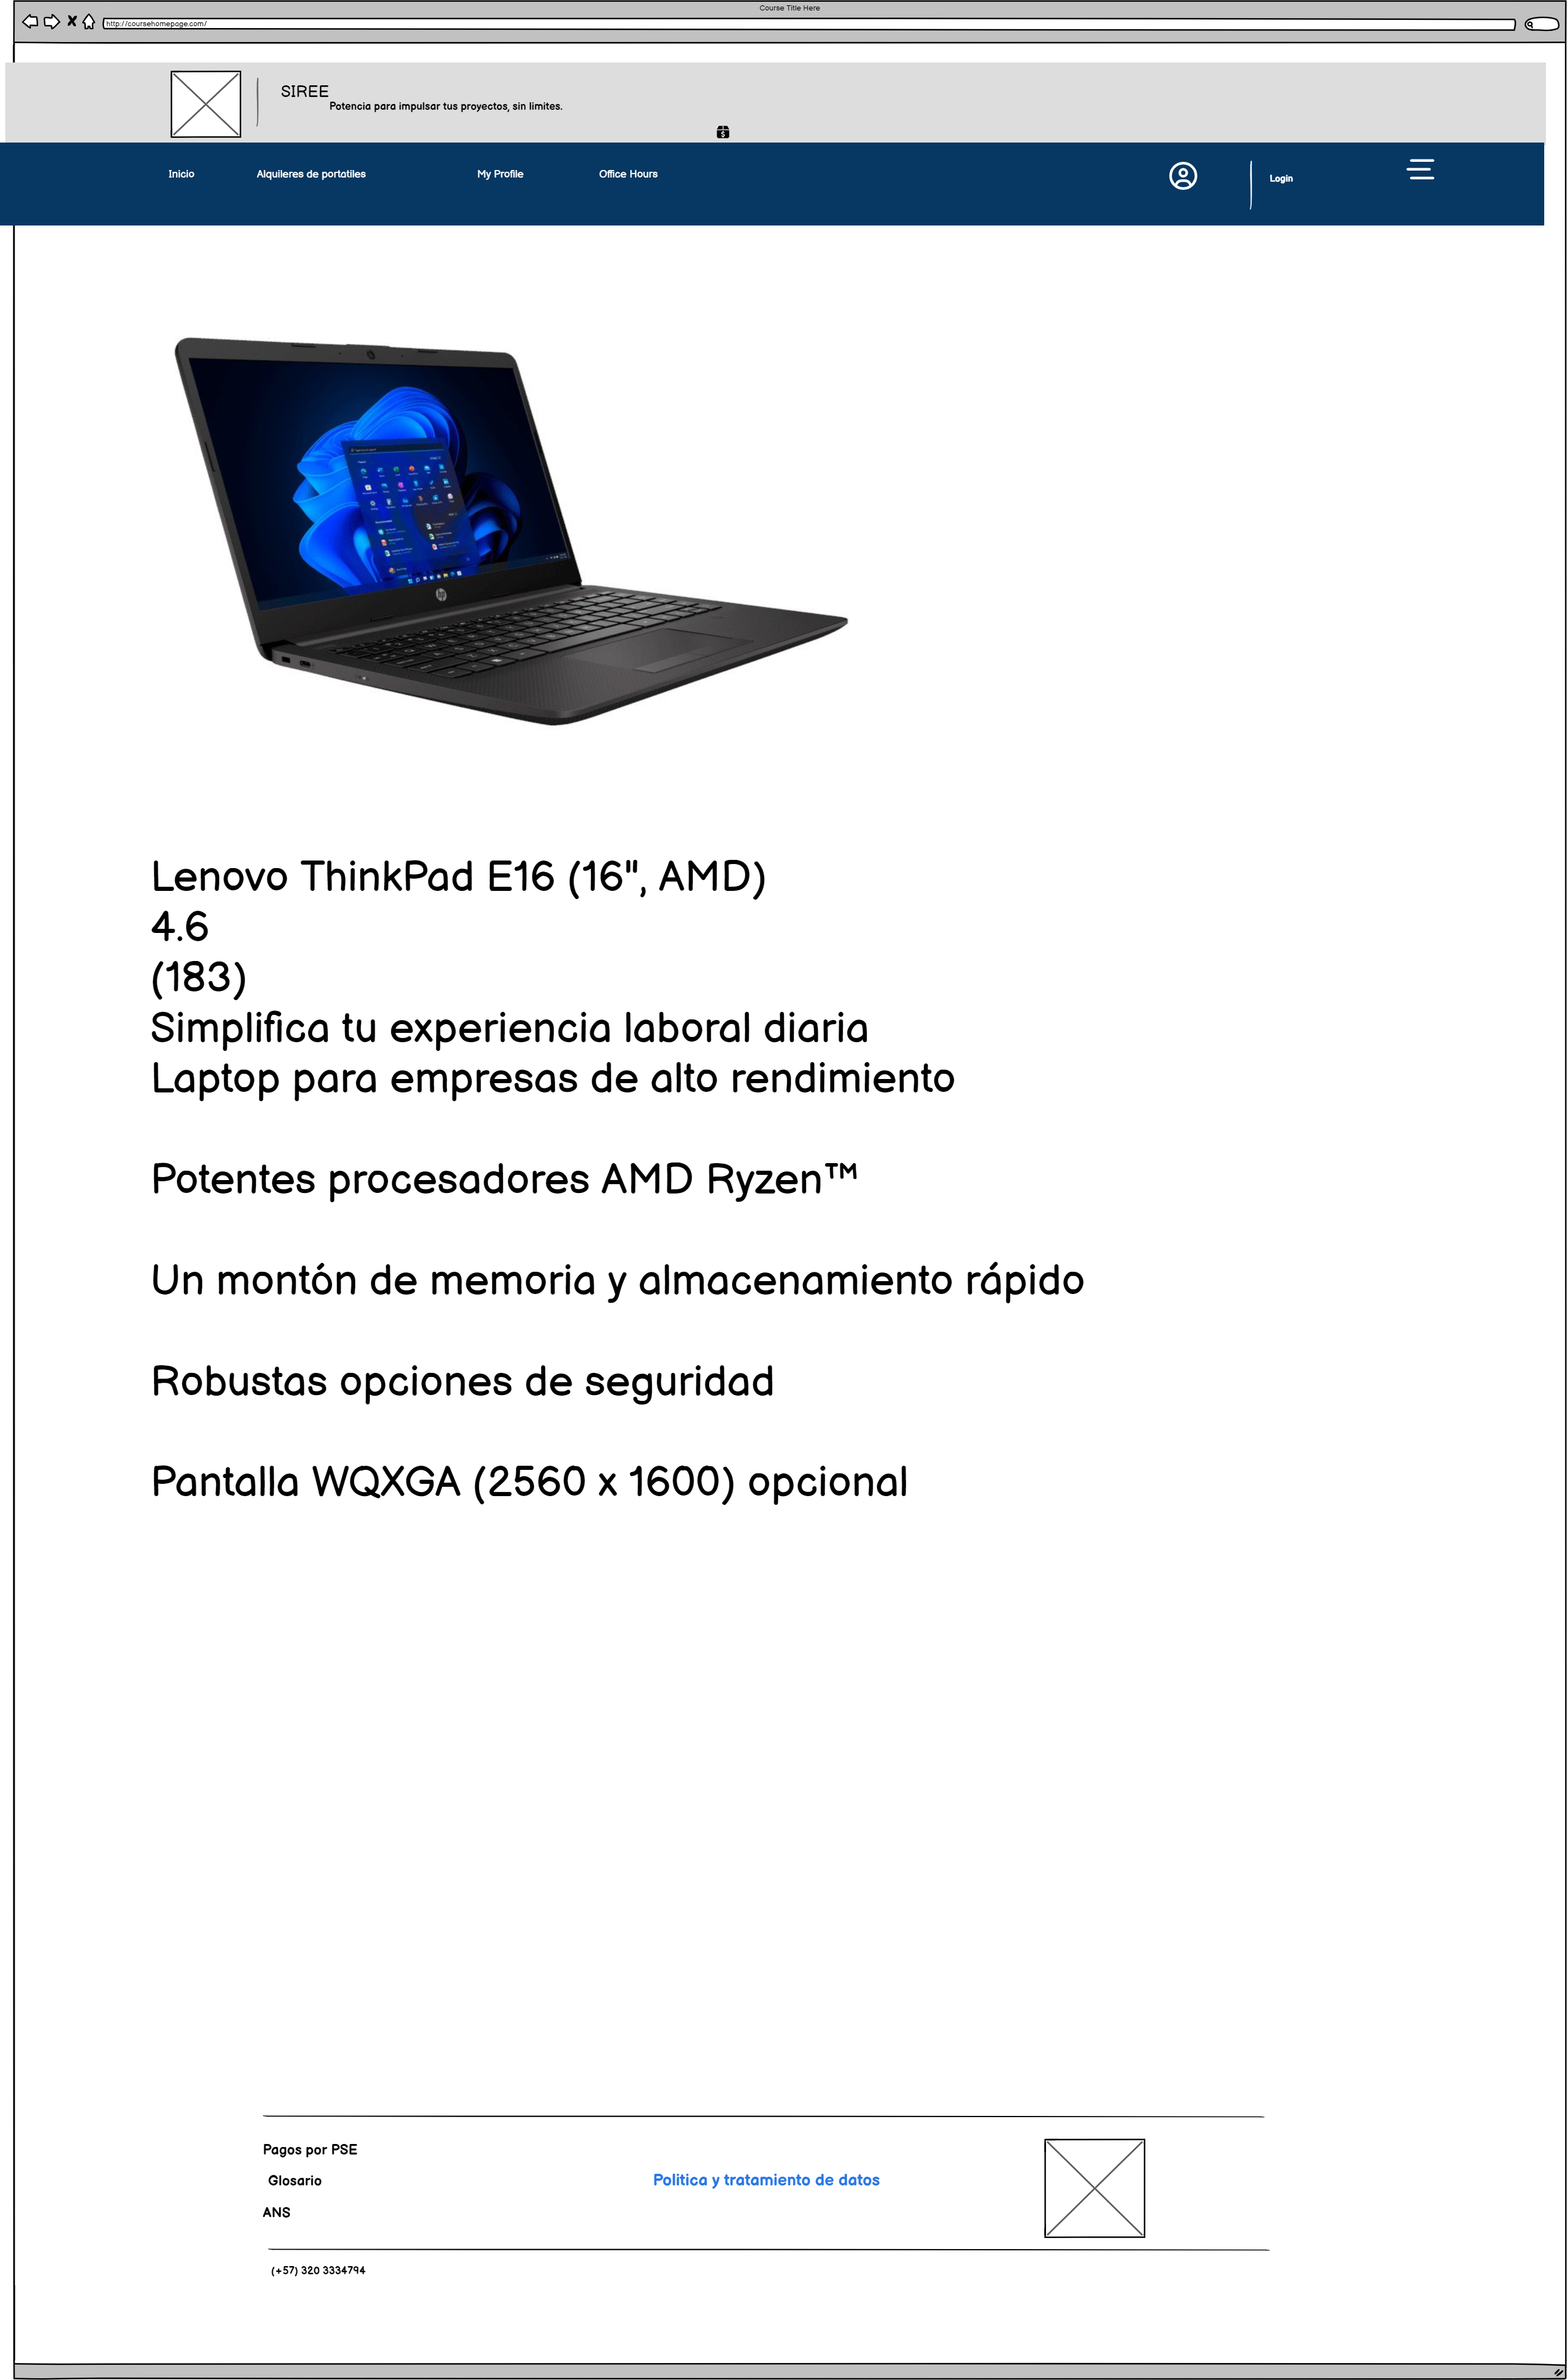 Course Title Here
http://coursehomepage.com/
SIREE
Potencia para impulsar tus proyectos, sin limites.
Inicio
Alquileres de portatiles
My Profile
Office Hours
Login
hp
Lenovo ThinkPad E16 (16", AMD)
4.6
(183)
Simplifica tu experiencia laboral diaria
Laptop para empresas de alto rendimiento
Potentes procesadores AMD Ryzen™
Un montón de memoria y almacenamiento rápido
Robustas opciones de seguridad
Pantalla WQXGA (2560 x 1600) opcional
Pagos por PSE
Glosario
Politica y tratamiento de datos
ANS
(+57) 320 3334794